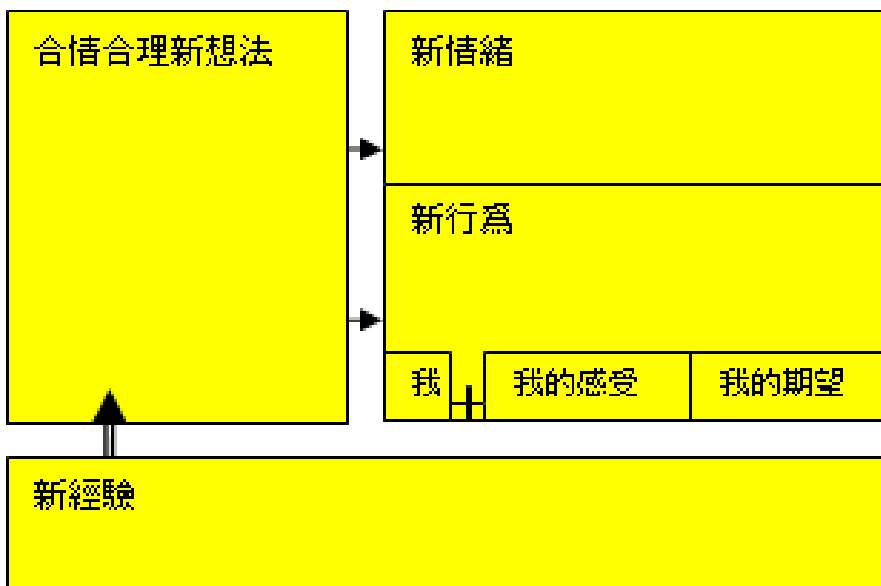 合情合理新想法
新情緒
新行爲
我
我的感受
我的期望
新經驗